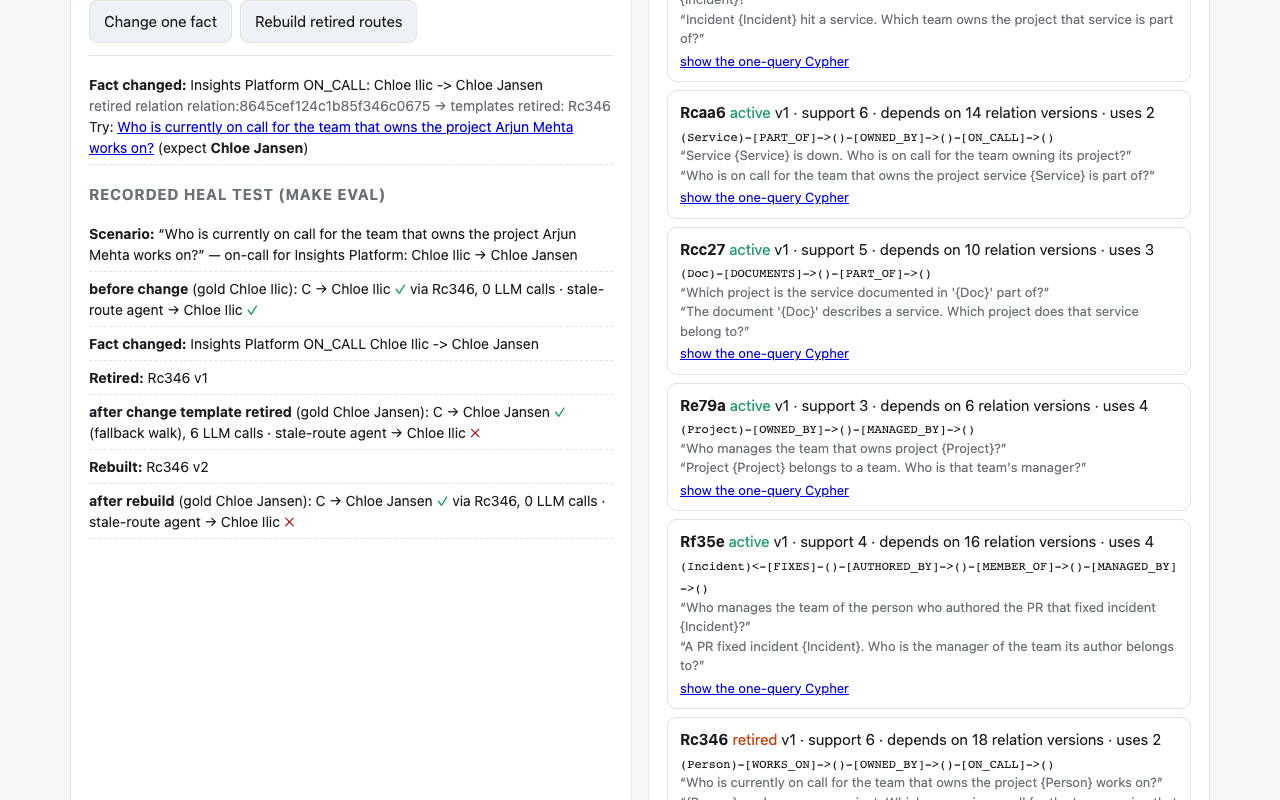 Change one fact
Rebuild retired routes
Fact changed: Insights Platform ON_CALL: Chloe Ilic -> Chloe Jansen
retired relation relation:8645cef124c1b85f346c0675 → templates retired: Rc346
Try: Who is currently on call for the team that owns the project Arjun Mehta
works on? (expect Chloe Jansen)
RECORDED HEAL TEST (MAKE EVAL)
Scenario: “Who is currently on call for the team that owns the project Arjun
Mehta works on?” — on-call for Insights Platform: Chloe Ilic → Chloe Jansen
before change (gold Chloe Ilic): C → Chloe Ilic ✓ via Rc346, 0 LLM calls · stale-
route agent → Chloe Ilic ✓
Fact changed: Insights Platform ON_CALL Chloe Ilic -> Chloe Jansen
Retired: Rc346 v1
after change template retired (gold Chloe Jansen): C → Chloe Jansen ✓
(fallback walk), 6 LLM calls · stale-route agent → Chloe Ilic ✕
Rebuilt: Rc346 v2
after rebuild (gold Chloe Jansen): C → Chloe Jansen ✓ via Rc346, 0 LLM calls ·
stale-route agent → Chloe Ilic ✕
{Incident}?”
“Incident {Incident} hit a service. Which team owns the project that service is part
of?”
show the one-query Cypher
Rcaa6 active v1 · support 6 · depends on 14 relation versions · uses 2
(Service)-[PART_OF]->()-[OWNED_BY]->()-[ON_CALL]->()
“Service {Service} is down. Who is on call for the team owning its project?”
“Who is on call for the team that owns the project service {Service} is part of?”
show the one-query Cypher
Rcc27 active v1 · support 5 · depends on 10 relation versions · uses 3
(Doc)-[DOCUMENTS]->()-[PART_OF]->()
“Which project is the service documented in '{Doc}' part of?”
“The document '{Doc}' describes a service. Which project does that service
belong to?”
show the one-query Cypher
Re79a active v1 · support 3 · depends on 6 relation versions · uses 4
(Project)-[OWNED_BY]->()-[MANAGED_BY]->()
“Who manages the team that owns project {Project}?”
“Project {Project} belongs to a team. Who is that team's manager?”
show the one-query Cypher
Rf35e active v1 · support 4 · depends on 16 relation versions · uses 4
(Incident)<-[FIXES]-()-[AUTHORED_BY]->()-[MEMBER_OF]->()-[MANAGED_BY]
->()
“Who manages the team of the person who authored the PR that fixed incident
{Incident}?”
“A PR fixed incident {Incident}. Who is the manager of the team its author belongs
to?”
show the one-query Cypher
Rc346 retired v1 · support 6 · depends on 18 relation versions · uses 2
(Person)-[WORKS_ON]->()-[OWNED_BY]->()-[ON_CALL]->()
“Who is currently on call for the team that owns the project {Person} works on?”